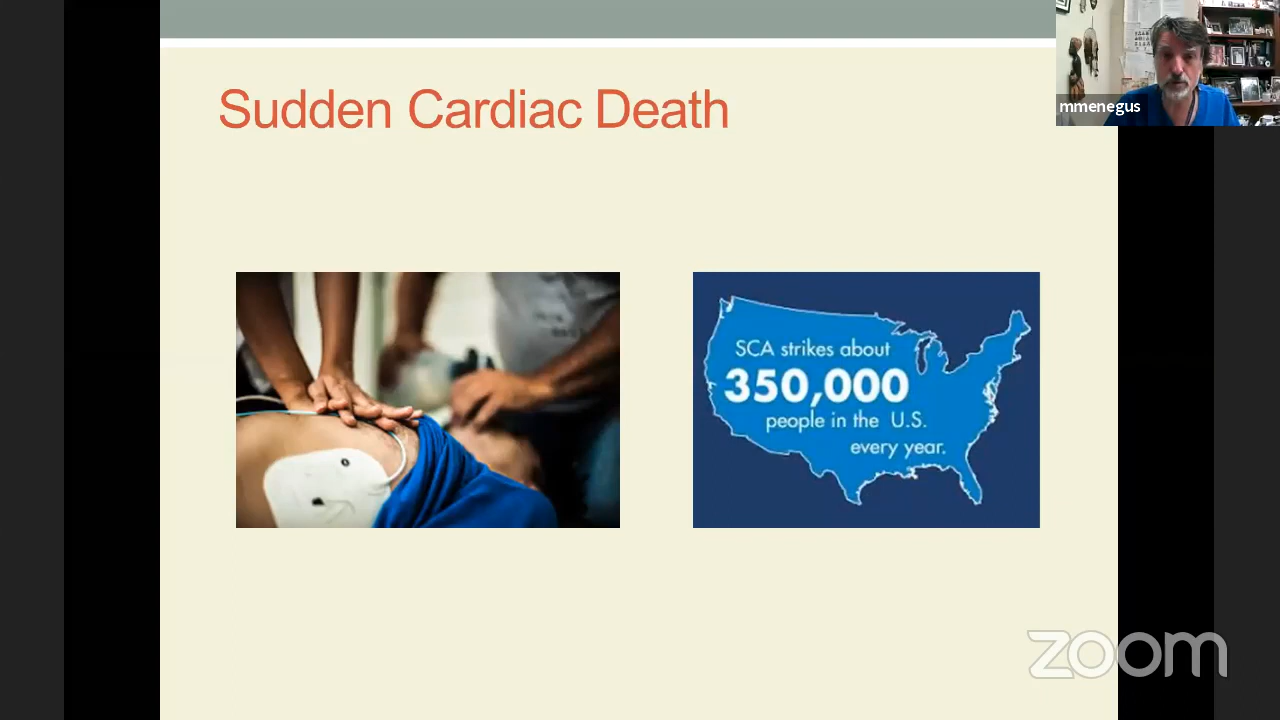 Sudden Cardiac Death
mmenegus
SCA strikes about
350,000
people in the U.S.
every year.
zoom